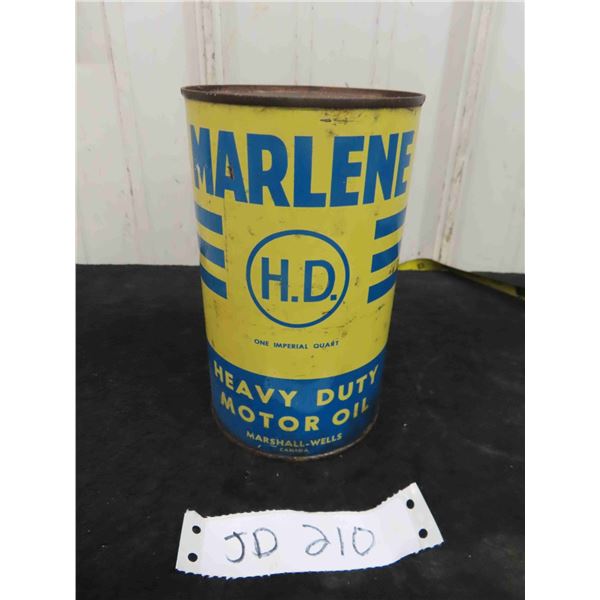 MARLENE
H.D.
ONE IMPERIAL QUART
HEAVY DUTY
MOTOR OIL
MARSHALL-WELLS
CANADA
JD 210